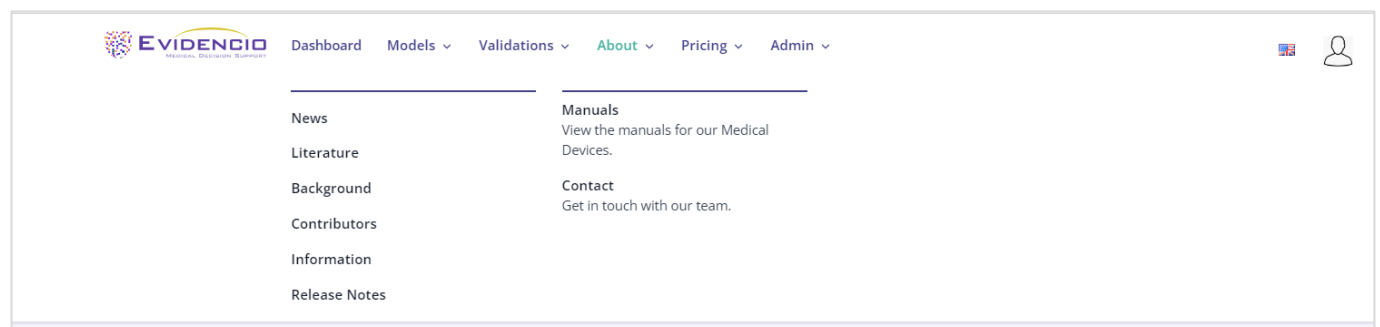 EVIDENCIO
MEDICAL DECISION SUPPORT
Dashboard Models Validations About Pricing Admin
News
Literature
Background
Contributors
Information
Release Notes
Manuals
View the manuals for our Medical
Devices.
Contact
Get in touch with our team.